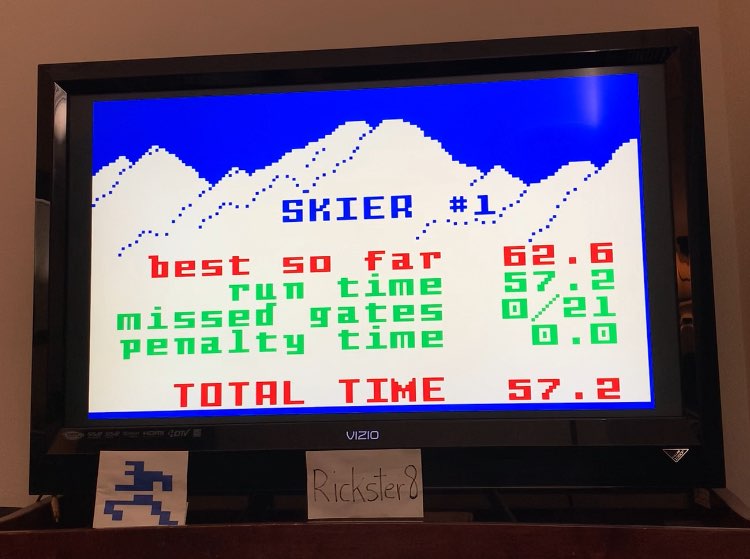 SKIER #1
best so far 62.6
run time 57.2
missed gates 0/21
penalty time 0.0
TOTAL TIME 57.2
VIZIO
Rickster8